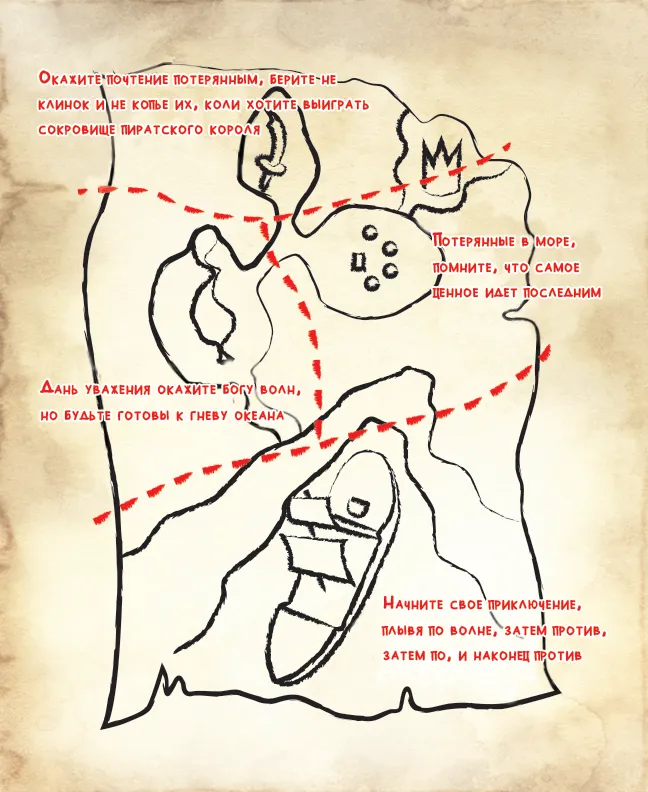 Окажите почтение потерянным, берите не
клинок и не копье их, коли хотите выиграть
сокровище пиратского короля
Потерянные в море,
помните, что самое
ценное идет последним
Дань уважения окажите богу волн,
но будьте готовы к гневу океана
Начните свое приключение,
плывя по волне, затем против,
затем по, и наконец против